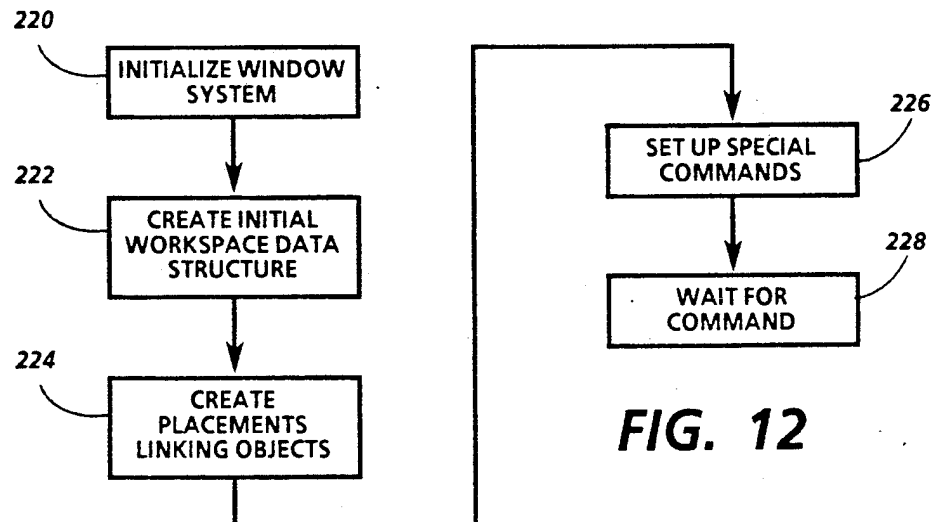 220
INITIALIZE WINDOW
SYSTEM
222
CREATE INITIAL
WORKSPACE DATA
STRUCTURE
224
CREATE
PLACEMENTS
LINKING OBJECTS
226
SET UP SPECIAL
COMMANDS
228
WAIT FOR
COMMAND
FIG. 12